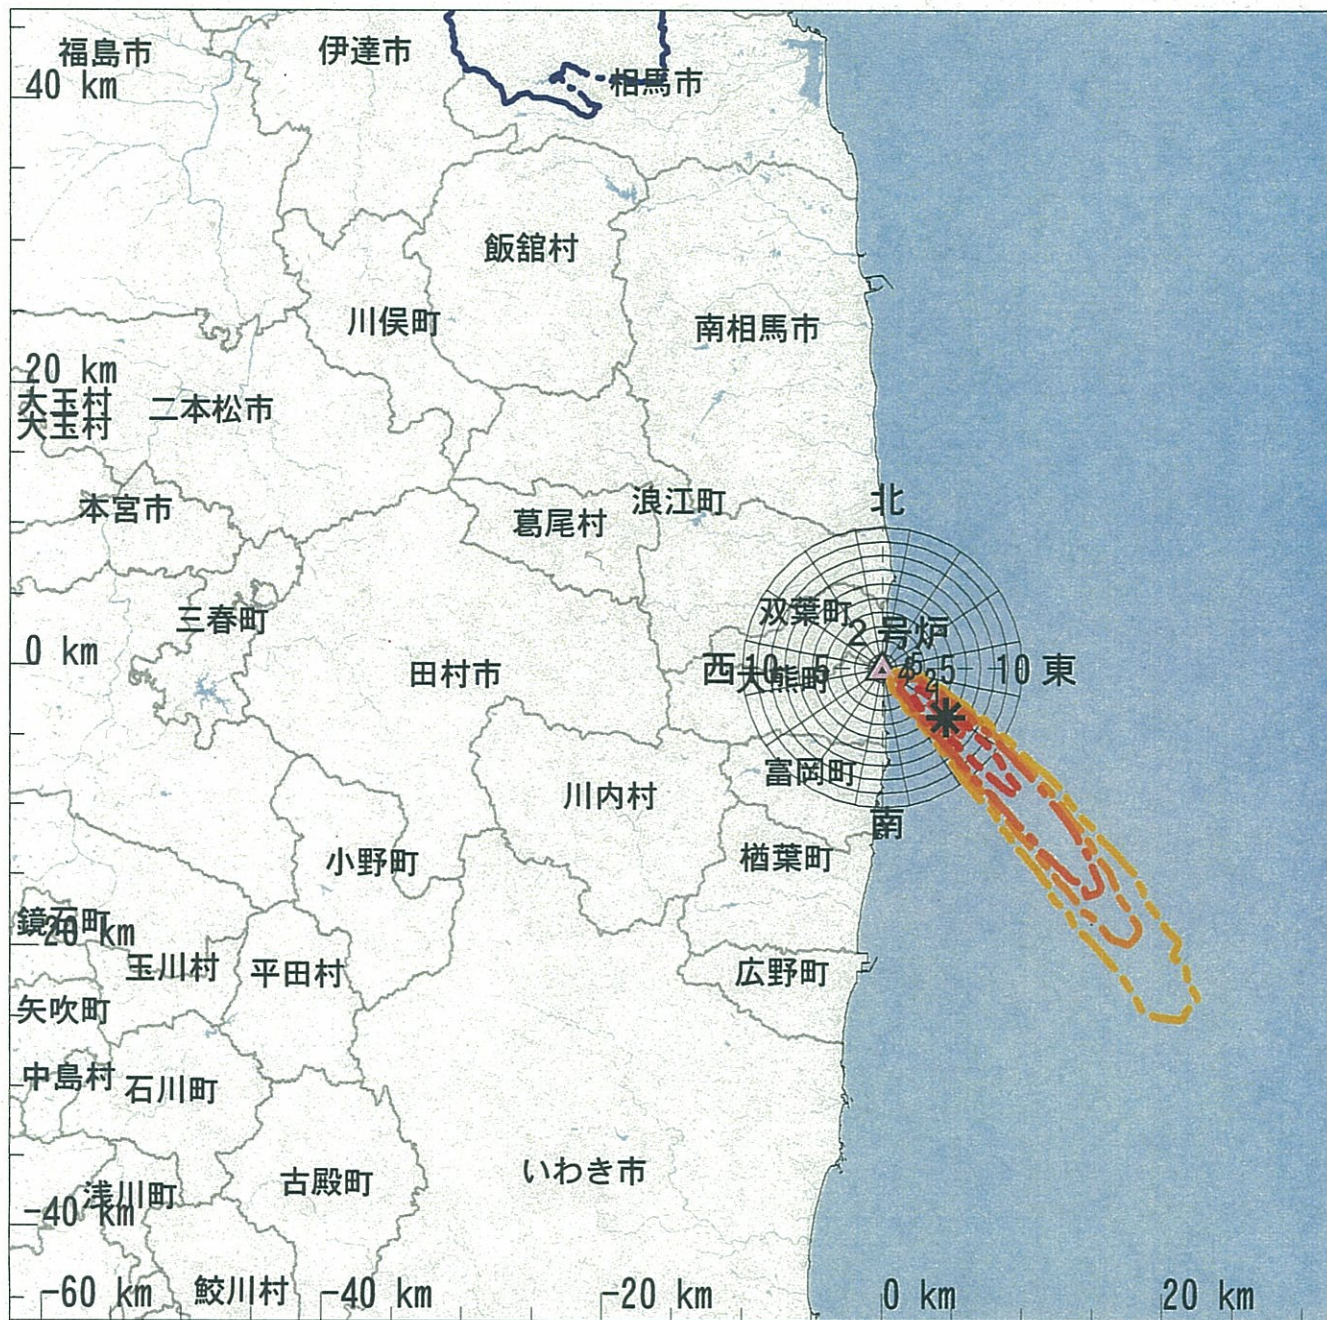 福島市
伊達市
40 km
相馬市
飯舘村
川俣町
南相馬市
20 km
大玉村
大玉村
二本松市
本宮市
葛尾村
浪江町
北
三春町
双葉町
2号炉
0 km
田村市
西
10
5
大熊町
5
2
5
10
東
富岡町
川内村
南
小野町
楢葉町
鏡石町
-20 km
玉川村
平田村
広野町
矢吹町
中島村
石川町
いわき市
浅川町
古殿町
-40 km
-60 km
鮫川村
-40 km
-20 km
0 km
20 km